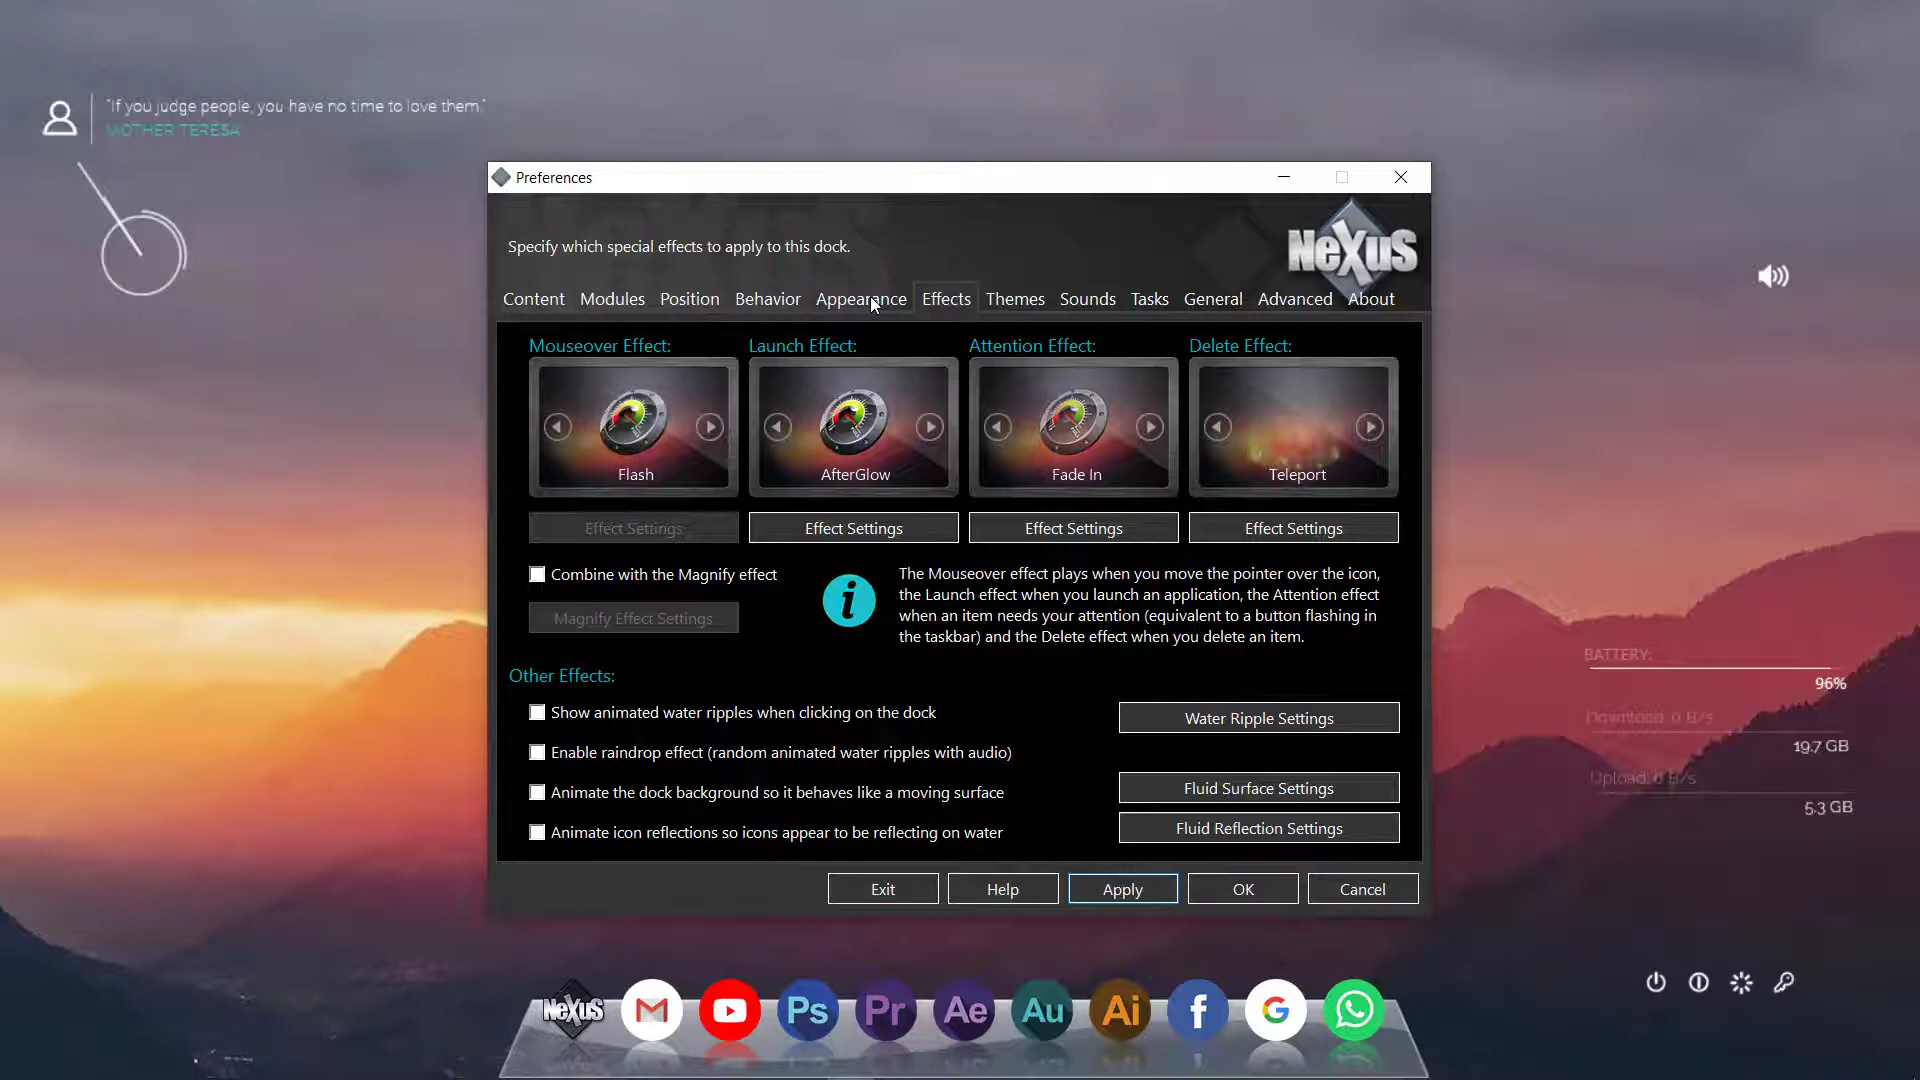 "If you judge people, you have no time to love them."
MOTHER TERESA
Preferences
Specify which special effects to apply to this dock.
NeXuS
Content Modules Position Behavior Appearance Effects Themes Sounds Tasks General Advanced About
Mouseover Effect: Launch Effect: Attention Effect: Delete Effect:
Flash AfterGlow Fade In Teleport
Effect Settings Effect Settings Effect Settings Effect Settings
Combine with the Magnify effect
Magnify Effect Settings
i
The Mouseover effect plays when you move the pointer over the icon,
the Launch effect when you launch an application, the Attention effect
when an item needs your attention (equivalent to a button flashing in
the taskbar) and the Delete effect when you delete an item.
Other Effects:
Show animated water ripples when clicking on the dock
Water Ripple Settings
Enable raindrop effect (random animated water ripples with audio)
Animate the dock background so it behaves like a moving surface
Fluid Surface Settings
Animate icon reflections so icons appear to be reflecting on water
Fluid Reflection Settings
Exit Help Apply OK Cancel
BATTERY:
96%
Download: 0 B/s
19.7 GB
Upload: 0 B/s
5.3 GB
NeXuS M Ps Pr Ae Au Ai f G